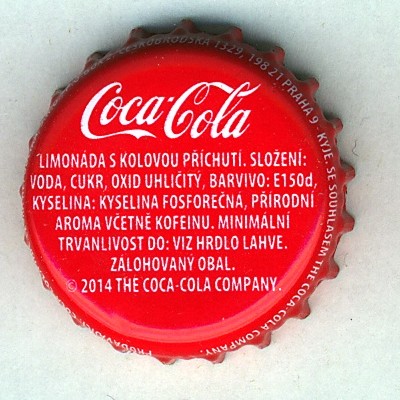 Coca-Cola
LIMONÁDA S KOLOVOU PŘÍCHUTÍ. SLOŽENÍ:
VODA, CUKR, OXID UHLIČITÝ, BARVIVO: E150d,
KYSELINA: KYSELINA FOSFOREČNA, PŘÍRODNÍ
AROMA VČETNĚ KOFEINU. MINIMÁLNÍ
TRVANLIVOST DO: VIZ HRDLO LAHVE.
ZÁLOHOVANÝ OBAL.
© 2014 THE COCA-COLA COMPANY.
ČESKOBRODSKÁ 1329, 198 21 PRAHA 9 - KYJE. SE SOUHLASEM THE COCA-COLA COMPANY.